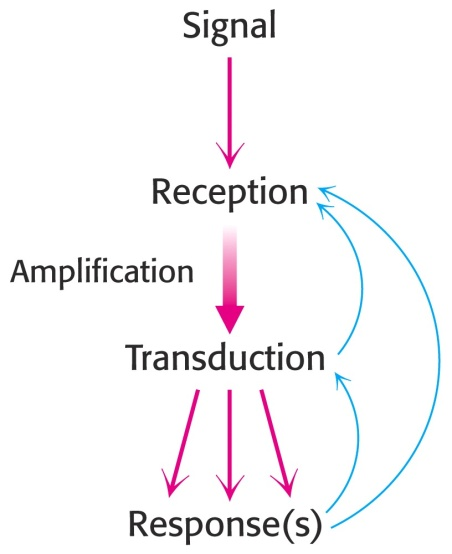 Signal
Reception
Amplification
Transduction
Response(s)